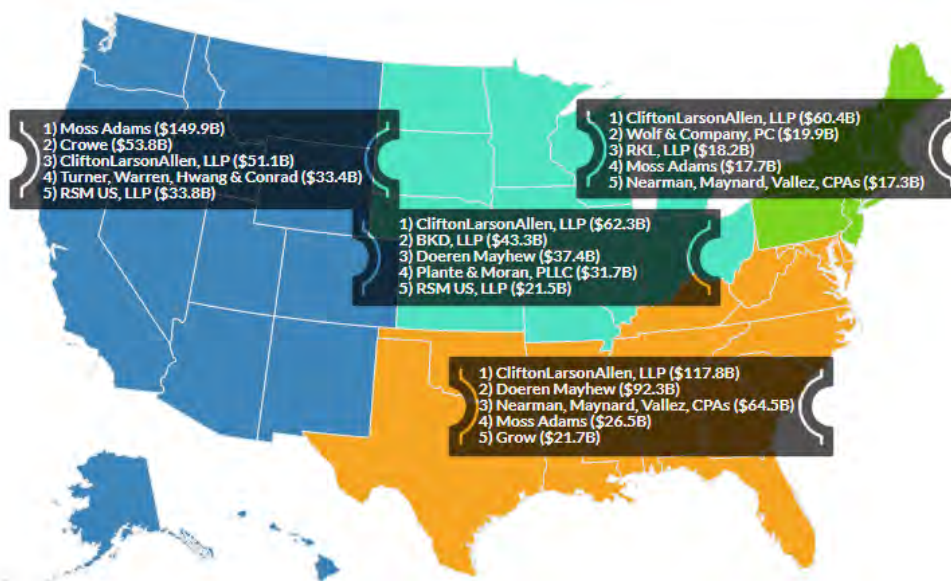 1) Moss Adams ($149.9B)
2) Crowe ($53.8B)
3) CliftonLarsonAllen, LLP ($51.1B)
4) Turner, Warren, Hwang & Conrad ($33.4B)
5) RSM US, LLP ($33.8B)
1) CliftonLarsonAllen, LLP ($60.4B)
2) Wolf & Company, PC ($19.9B)
3) RKL, LLP ($18.2B)
4) Moss Adams ($17.7B)
5) Nearman, Maynard, Vallez, CPAs ($17.3B)
1) CliftonLarsonAllen, LLP ($62.3B)
2) BKD, LLP ($43.3B)
3) Doeren Mayhew ($37.4B)
4) Plante & Moran, PLLC ($31.7B)
5) RSM US, LLP ($21.5B)
1) CliftonLarsonAllen, LLP ($117.8B)
2) Doeren Mayhew ($92.3B)
3) Nearman, Maynard, Vallez, CPAs ($64.5B)
4) Moss Adams ($26.5B)
5) Grow ($21.7B)